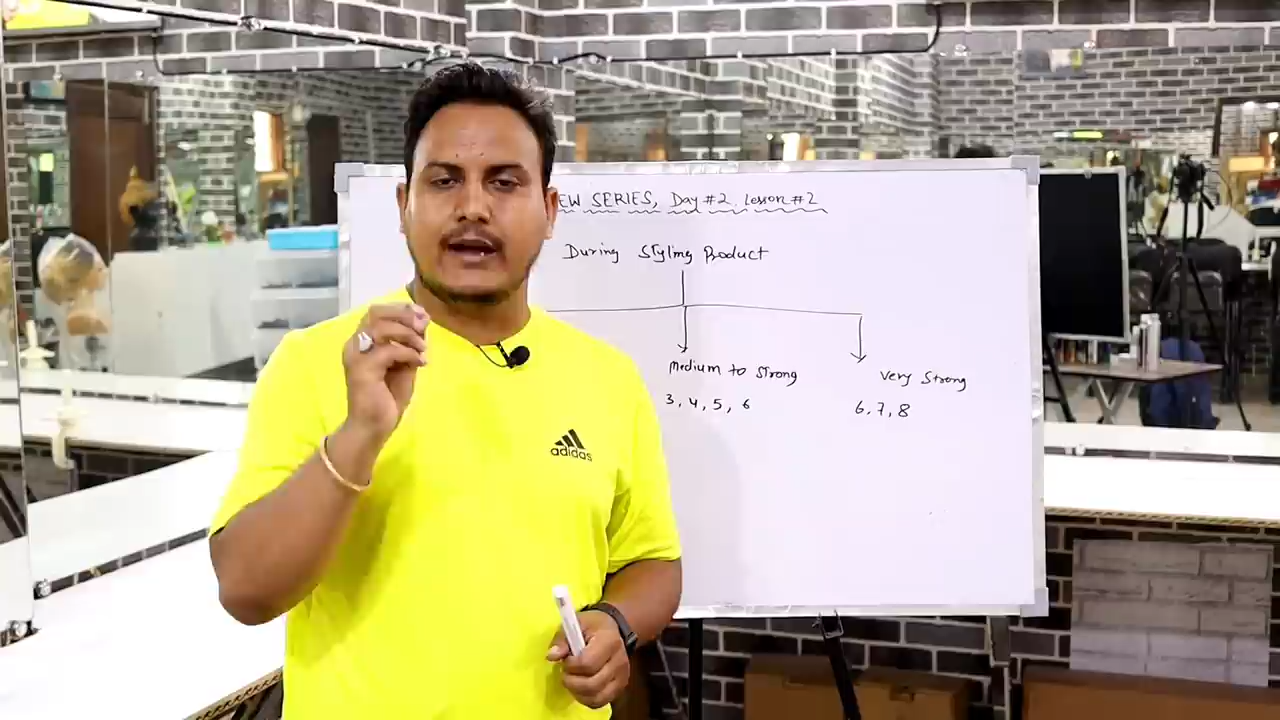 EW SERIES, Day #2. Lesson #2
During Styling Product
Medium to Strong
3, 4, 5, 6
Very Strong
6, 7, 8
adidas